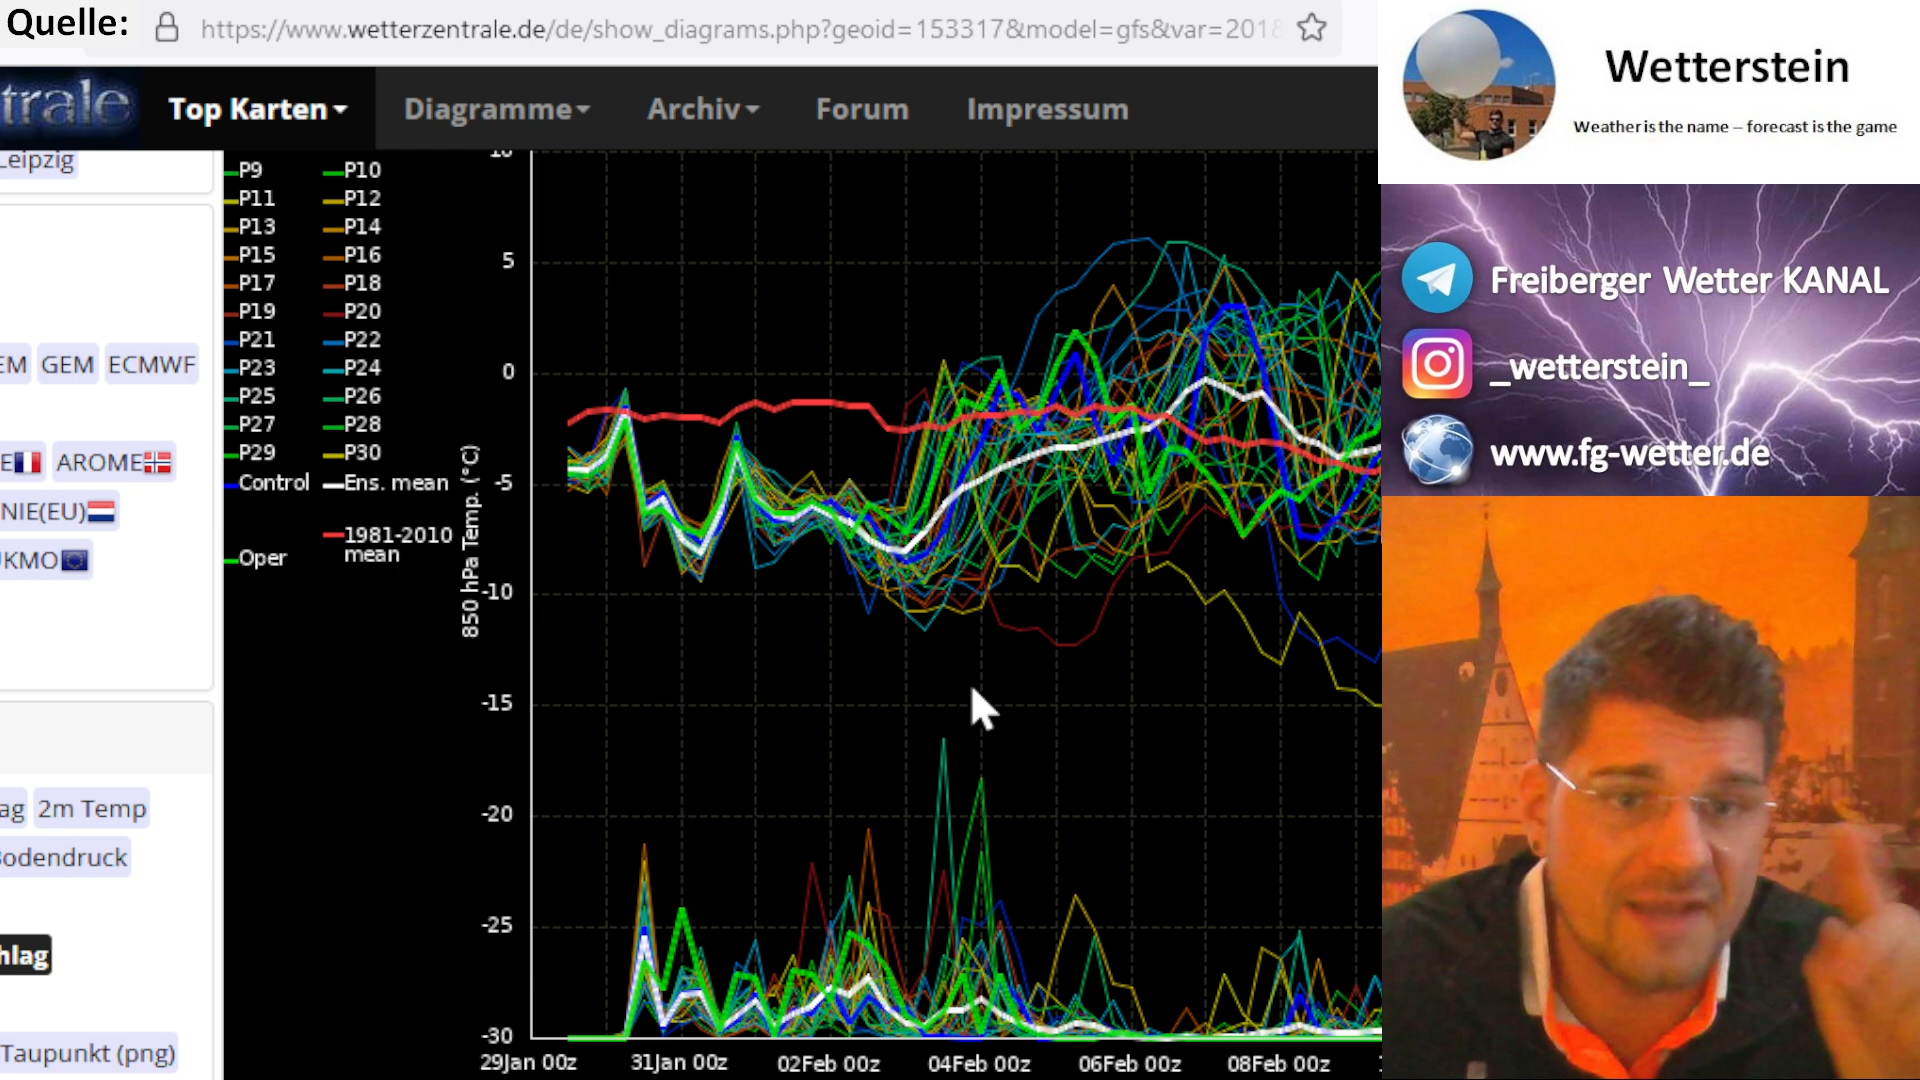 Quelle:
https://www.wetterzentrale.de/de/show_diagrams.php?geoid=153317&model=gfs&var=2018
trale
Top Karten
Diagramme
Archiv
Forum
Impressum
Leipzig
EM
GEM
ECMWF
E
AROME
NIE(EU)
KMO
ag
2m Temp
Bodendruck
hlag
Taupunkt (png)
P9
P10
P11
P12
P13
P14
P15
P16
P17
P18
P19
P20
P21
P22
P23
P24
P25
P26
P27
P28
P29
P30
Control
Ens. mean
1981-2010
mean
Oper
850 hPa Temp. (°C)
10
5
0
-5
-10
-15
-20
-25
-30
29Jan 00z
31Jan 00z
02Feb 00z
04Feb 00z
06Feb 00z
08Feb 00z
Wetterstein
Weather is the name – forecast is the game
Freiberger Wetter KANAL
_wetterstein_
www.fg-wetter.de